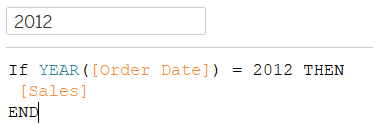 2012
If YEAR([Order Date]) = 2012 THEN
[Sales]
END